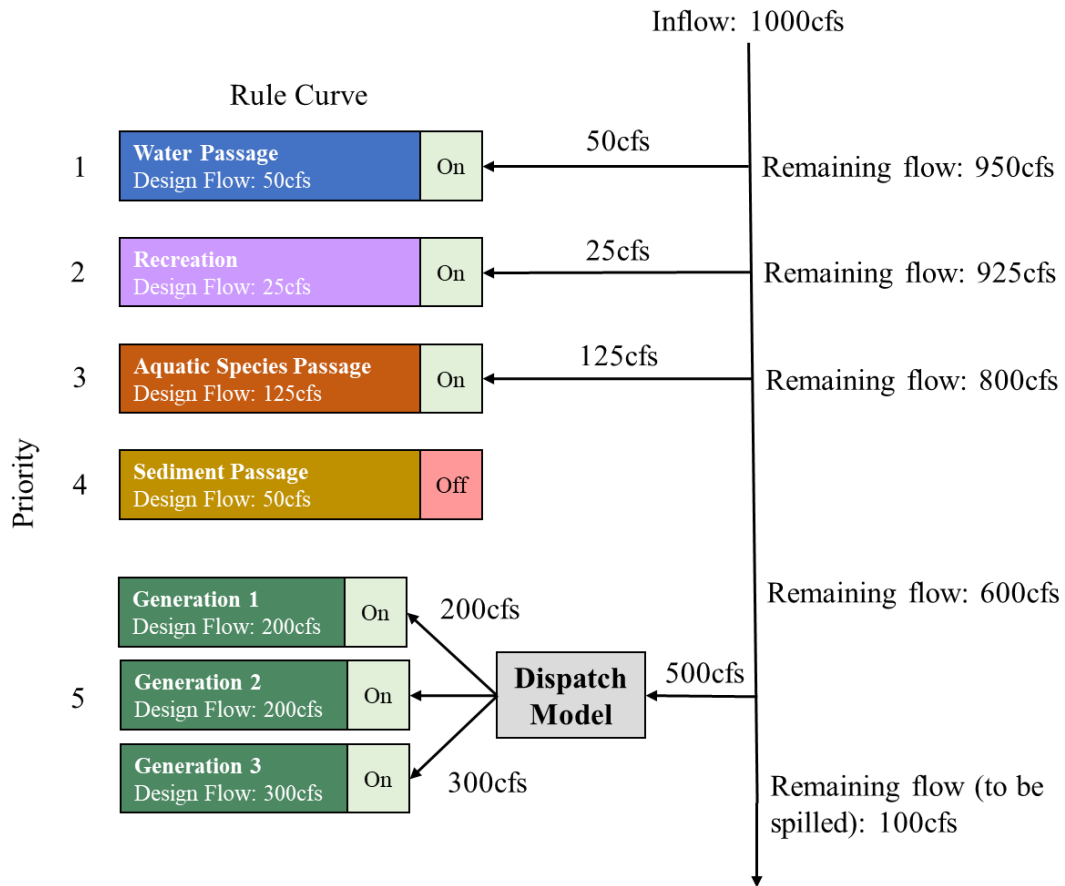 Inflow: 1000cfs
Rule Curve
Priority
1
Water Passage
Design Flow: 50cfs
On
50cfs
Remaining flow: 950cfs
2
Recreation
Design Flow: 25cfs
On
25cfs
Remaining flow: 925cfs
3
Aquatic Species Passage
Design Flow: 125cfs
On
125cfs
Remaining flow: 800cfs
4
Sediment Passage
Design Flow: 50cfs
Off
Remaining flow: 600cfs
5
Generation 1
Design Flow: 200cfs
On
200cfs
Generation 2
Design Flow: 200cfs
On
Dispatch
Model
500cfs
Generation 3
Design Flow: 300cfs
On
300cfs
Remaining flow (to be
spilled): 100cfs